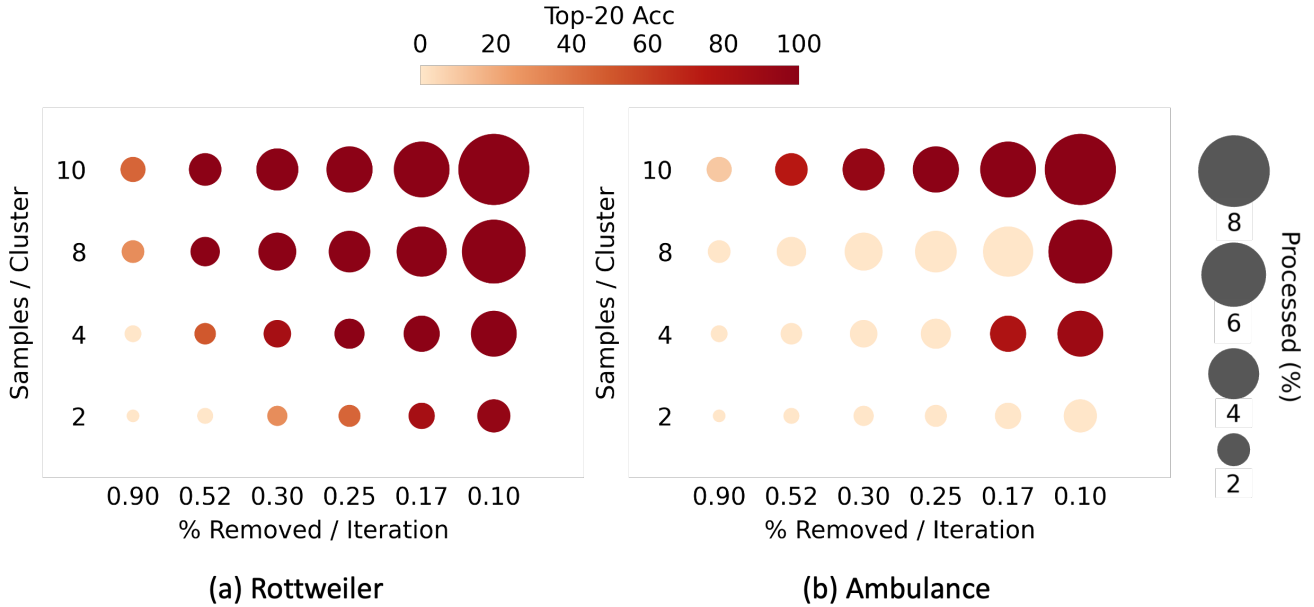 Top-20 Acc
0 20 40 60 80 100
Samples / Cluster
10
8
4
2
0.90 0.52 0.30 0.25 0.17 0.10
% Removed / Iteration
(a) Rottweiler
Samples / Cluster
10
8
4
2
0.90 0.52 0.30 0.25 0.17 0.10
% Removed / Iteration
(b) Ambulance
8
6
4
2
Processed (%)